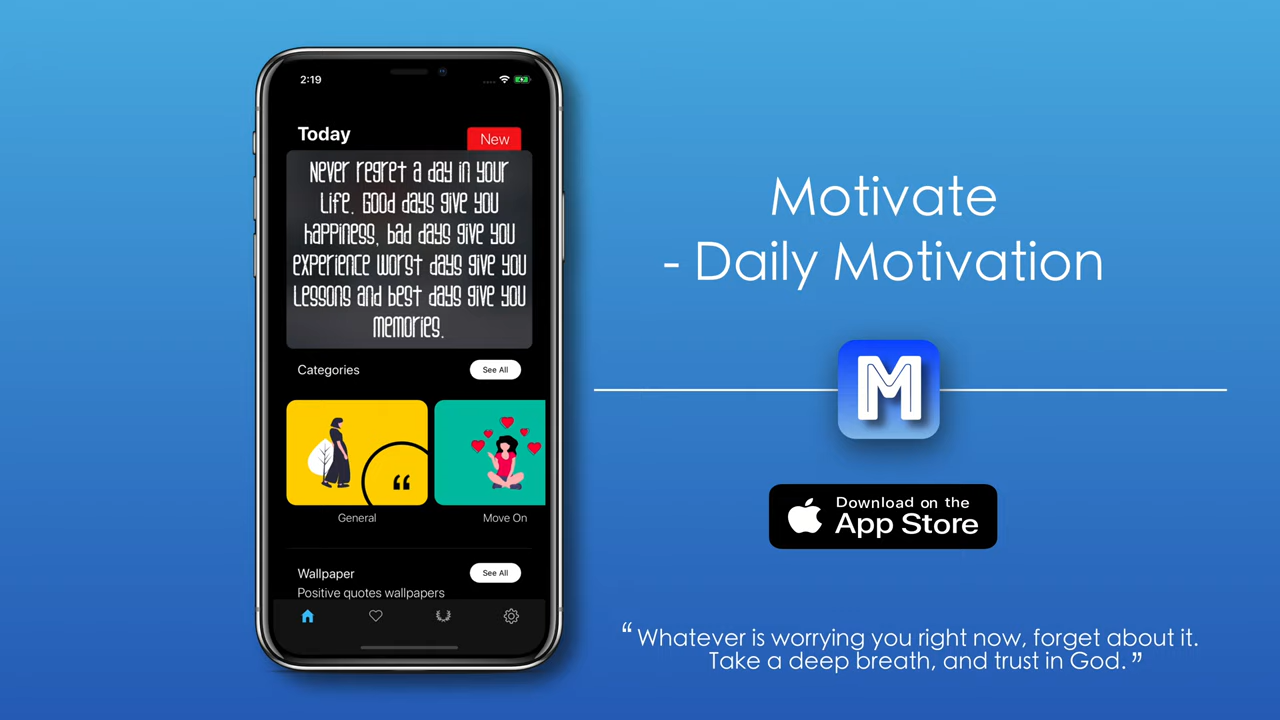 2:19
Today
New
Never regret a day in your
Life. Good days give you
happiness, bad days give you
experience worst days give you
Lessons and best days give you
memories.
Categories
See All
“
General
Move On
Wallpaper
See All
Positive quotes wallpapers
Motivate
- Daily Motivation
M
Download on the
App Store
“Whatever is worrying you right now, forget about it.
Take a deep breath, and trust in God.”